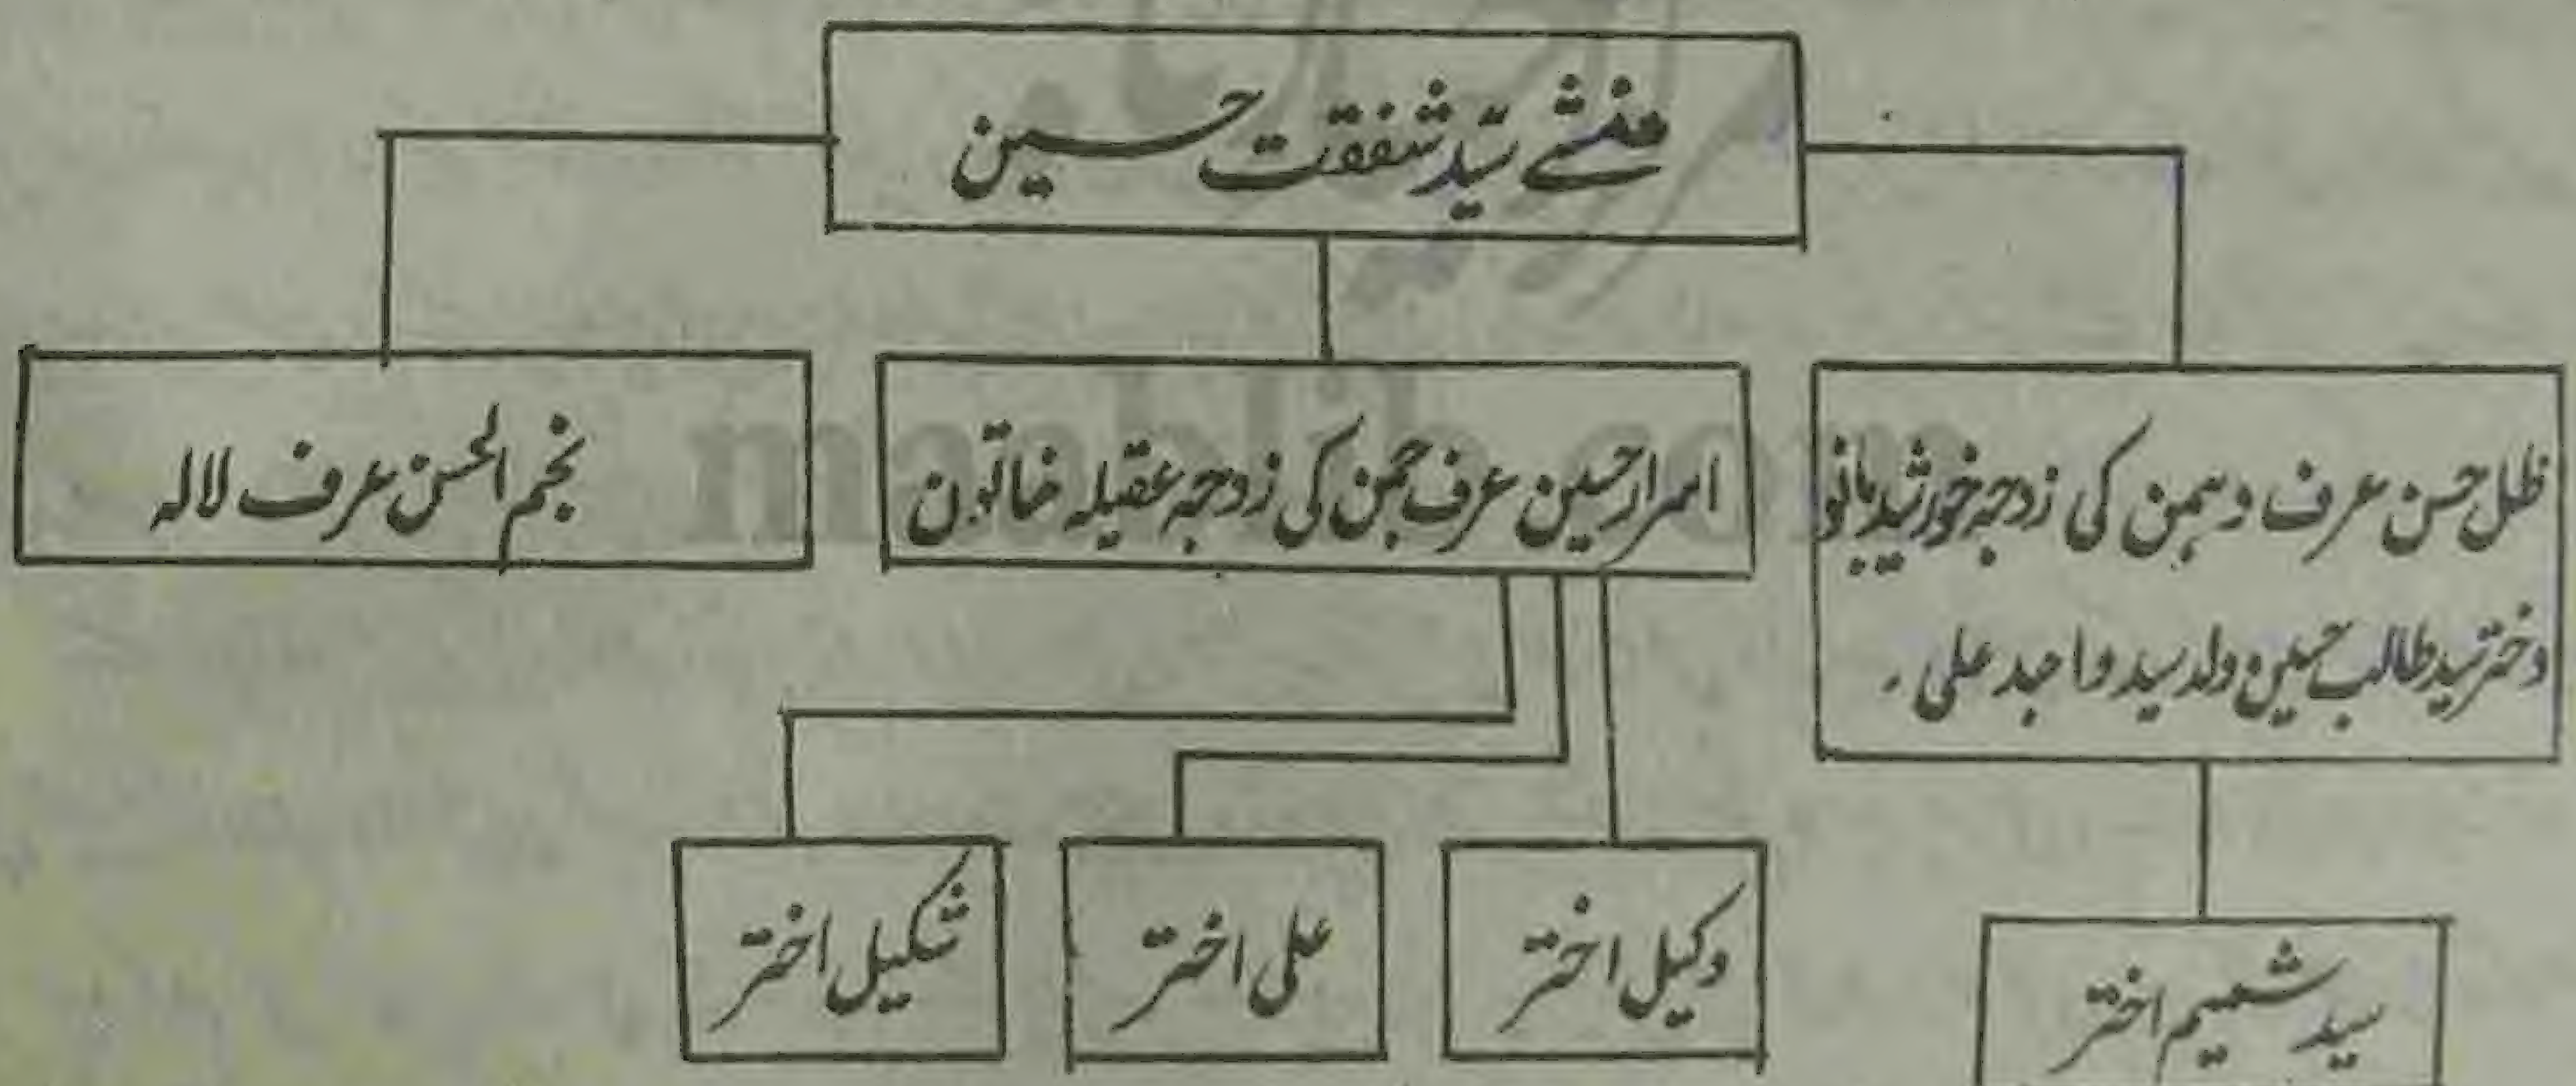 منشی سید شفقت حسین
ظل حسن عرف دہمن کی زوجہ خورشید بانو
دختر سید طالب حسین ولد سید واجد علی۔
اسرار حسین عرف جمن کی زوجہ عقیلہ خاتون
نجم الحسن عرف لالہ
وکیل اختر
علی اختر
شکیل اختر
سید شمیم اختر